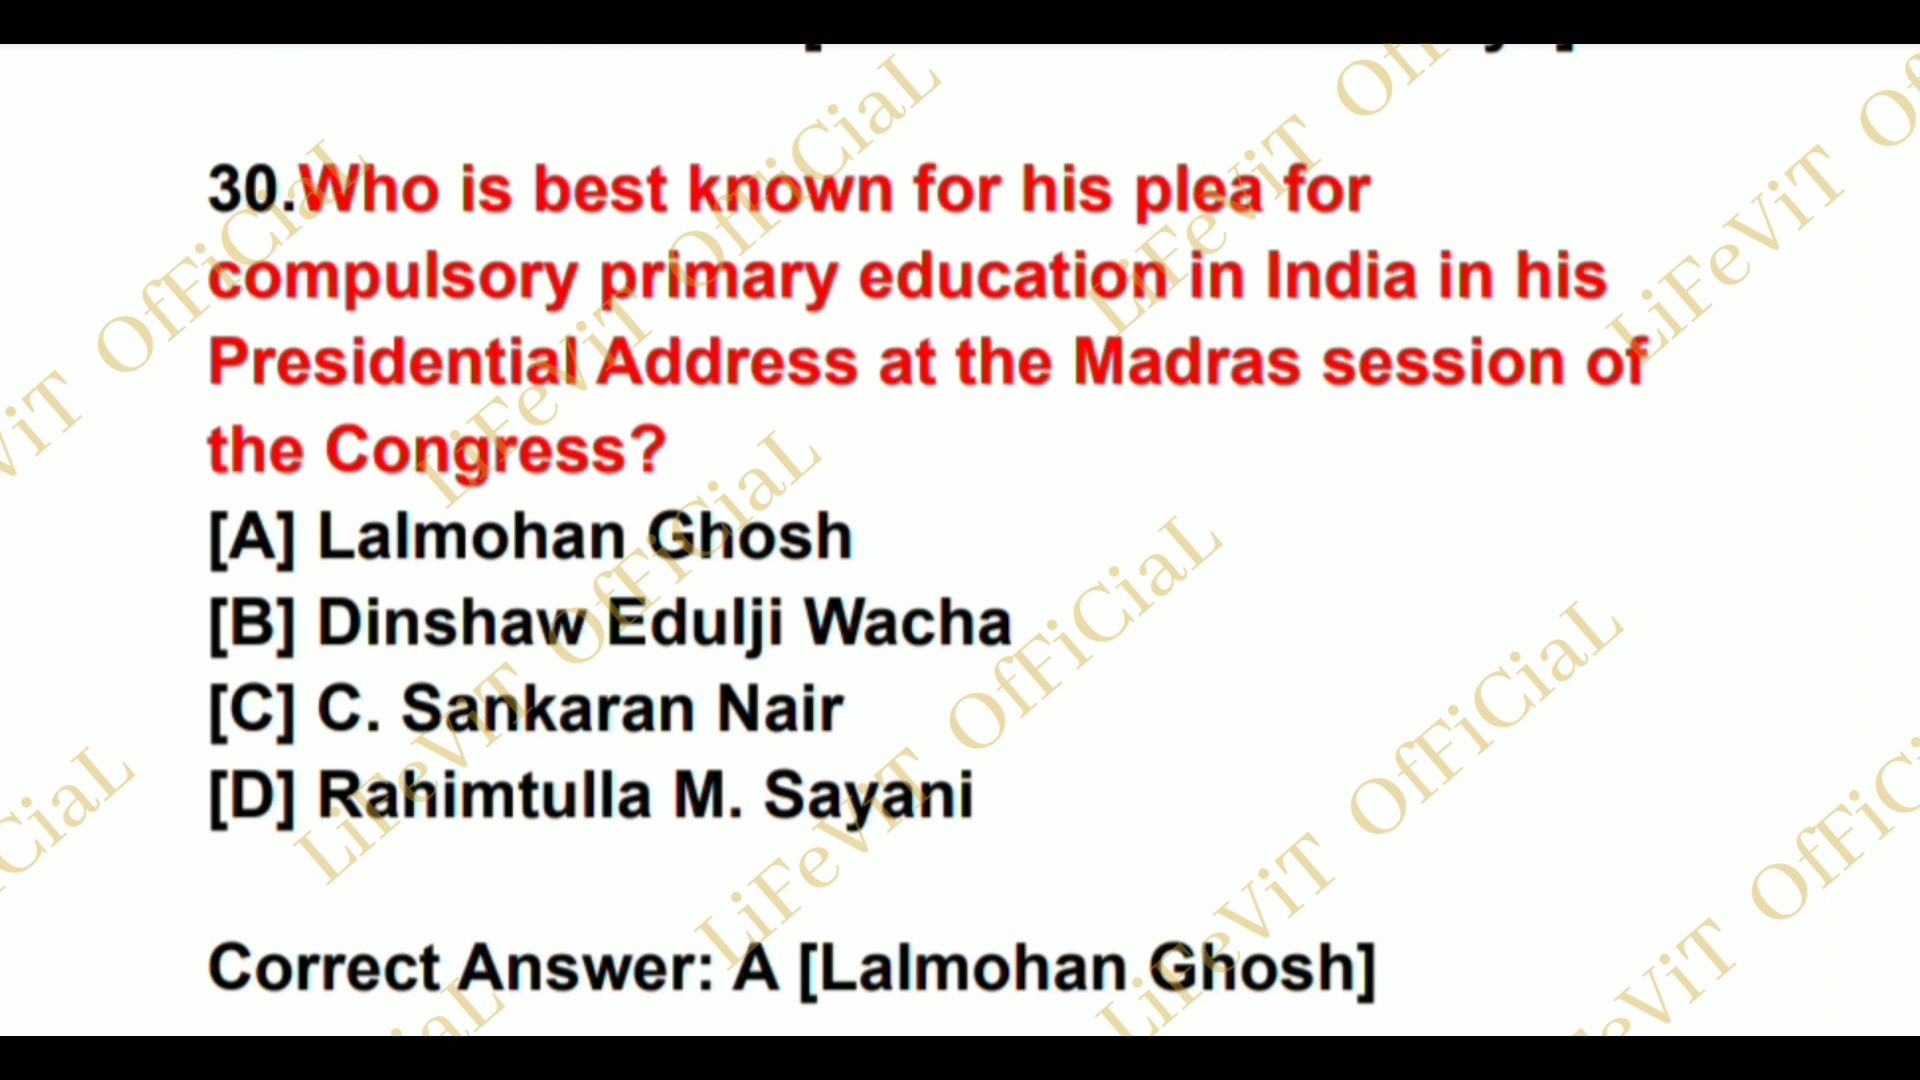 30.Who is best known for his plea for
compulsory primary education in India in his
Presidential Address at the Madras session of
the Congress?
[A] Lalmohan Ghosh
[B] Dinshaw Edulji Wacha
[C] C. Sankaran Nair
[D] Rahimtulla M. Sayani
Correct Answer: A [Lalmohan Ghosh]
LiFeViT OfFiCiaL